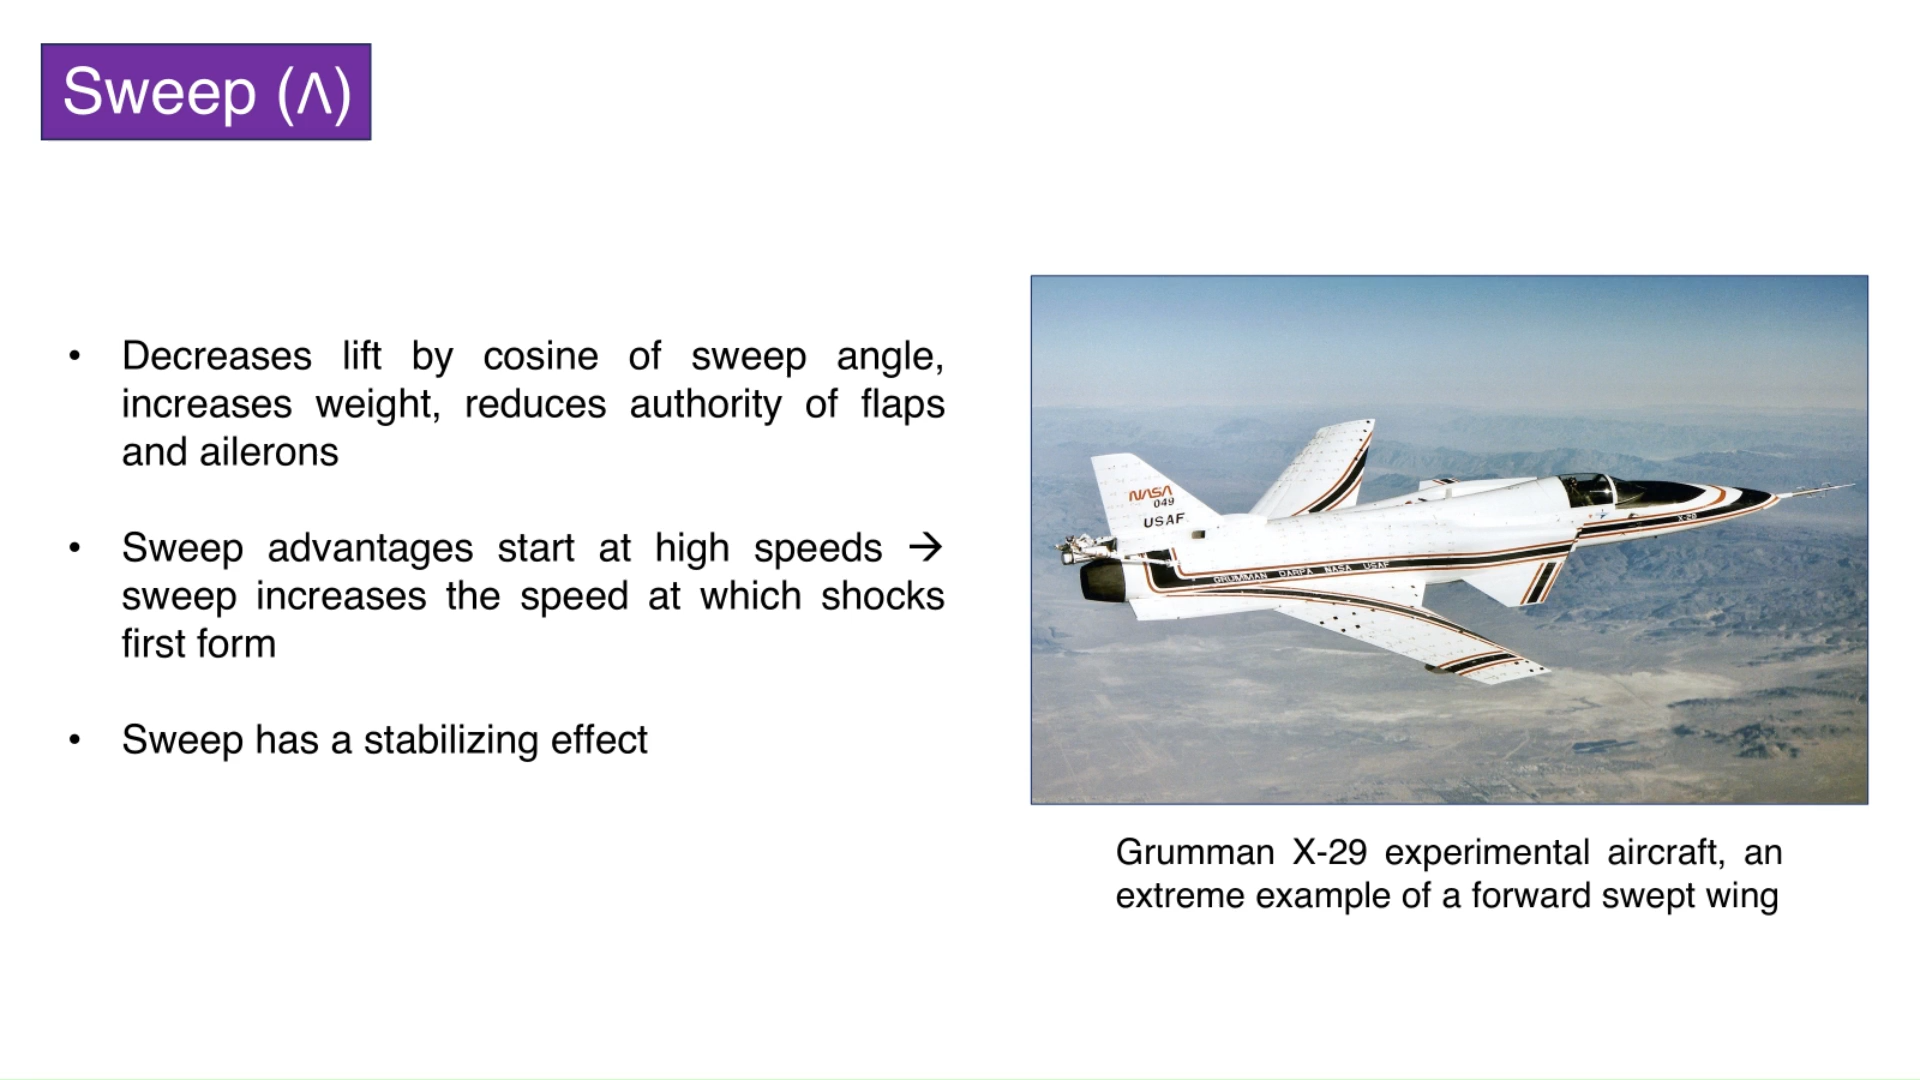 Sweep (Λ)
• Decreases lift by cosine of sweep angle,
increases weight, reduces authority of flaps
and ailerons
• Sweep advantages start at high speeds →
sweep increases the speed at which shocks
first form
• Sweep has a stabilizing effect
NASA
049
USAF
GRUMMAN DARPA NASA USAF
X-29
Grumman X-29 experimental aircraft, an
extreme example of a forward swept wing